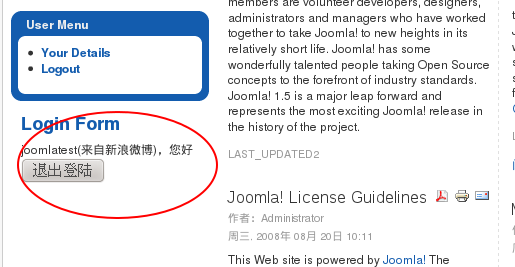 User Menu
Your Details
Logout
Login Form
joomlatest(来自新浪微博)，您好
退出登陆
members are volunteer developers, designers,
administrators and managers who have worked
together to take Joomla! to new heights in its
relatively short life. Joomla! has some
wonderfully talented people taking Open Source
concepts to the forefront of industry standards.
Joomla! 1.5 is a major leap forward and
represents the most exciting Joomla! release in
the history of the project.
LAST_UPDATED2
Joomla! License Guidelines
作者： Administrator
周三, 2008年 08月 20日 10:11
This Web site is powered by Joomla! The